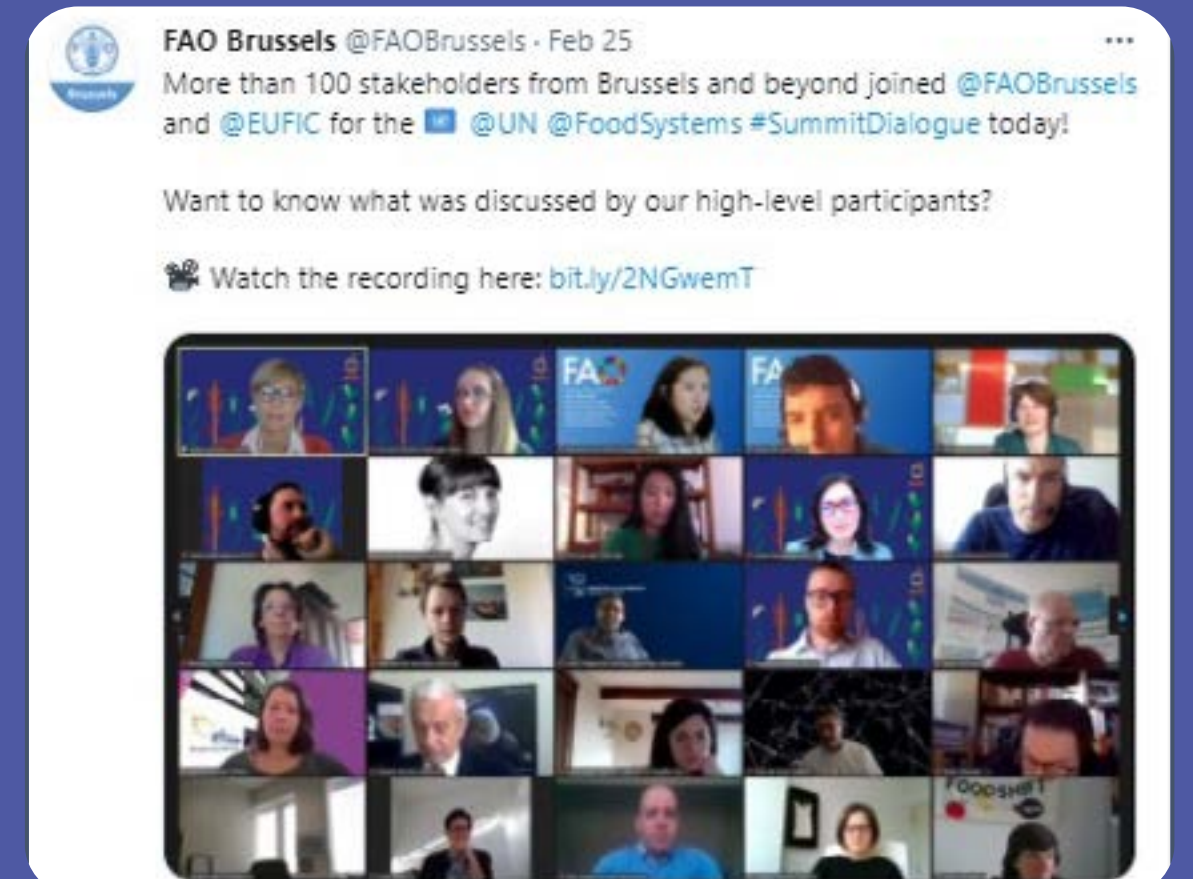 FAO Brussels @FAOBrussels · Feb 25
Brussels
More than 100 stakeholders from Brussels and beyond joined @FAOBrussels
and @EUFIC for the @UN @FoodSystems #SummitDialogue today!
Want to know what was discussed by our high-level participants?
Watch the recording here: bit.ly/2NGwemT
FAO
FA
FOODSHIFT